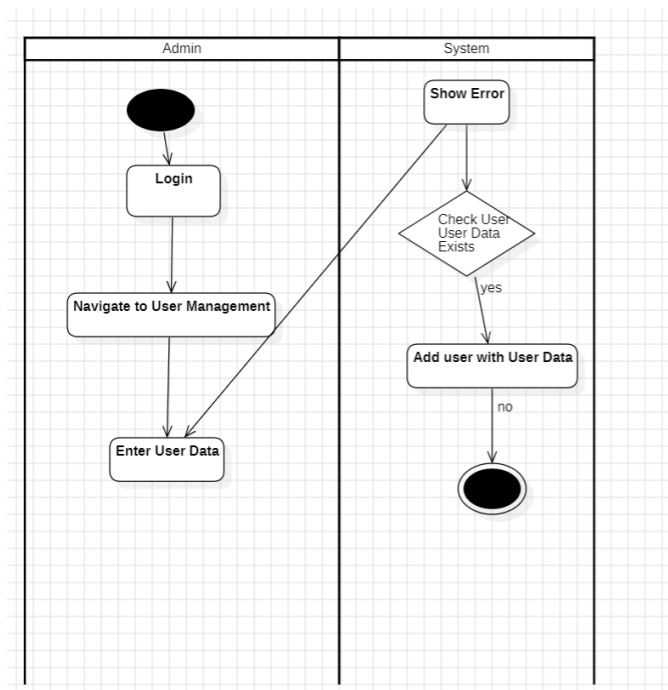 Admin
System
Show Error
Login
Check User
User Data
Exists
yes
Navigate to User Management
Add user with User Data
no
Enter User Data